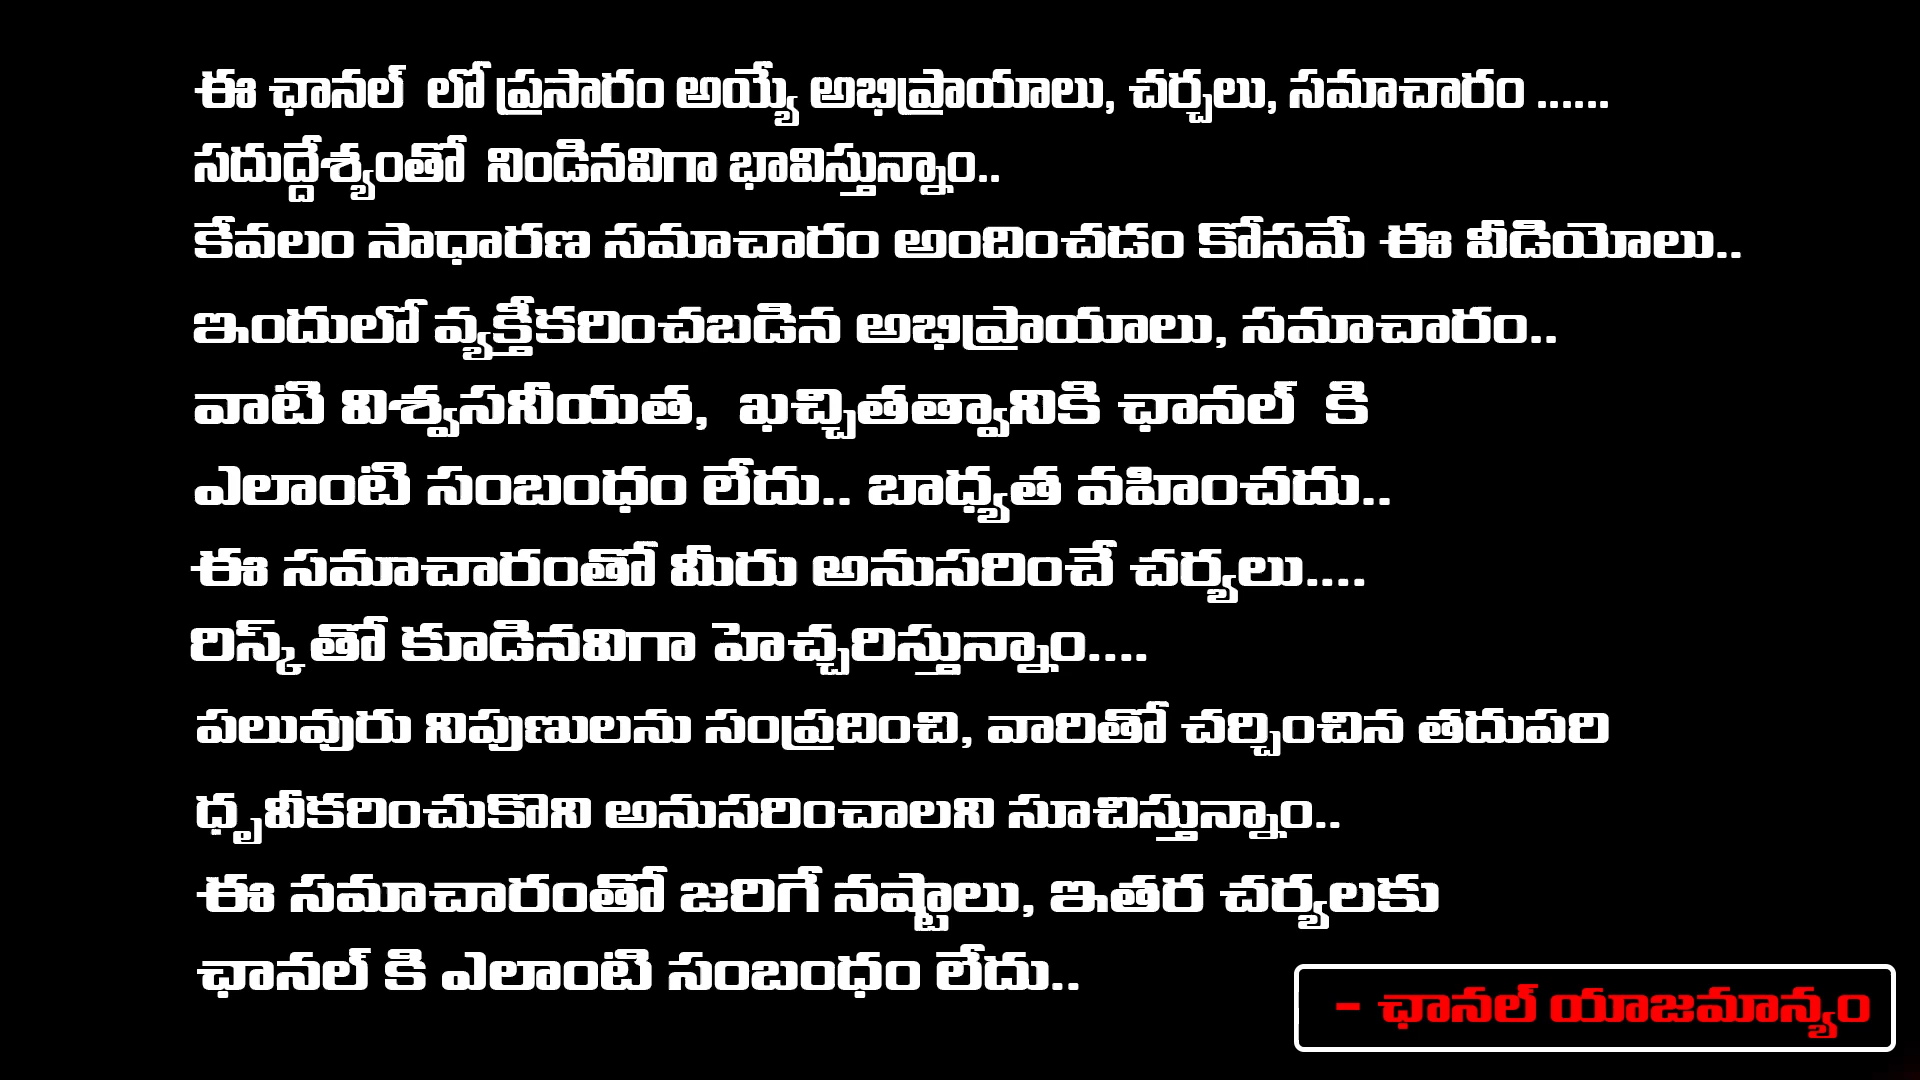 ఈ ఛానల్ లో ప్రసారం అయ్యే అభిప్రాయాలు, చర్చలు, సమాచారం ......
సదుద్దేశ్యంతో నిండినవిగా భావిస్తున్నాం..
కేవలం సాధారణ సమాచారం అందించడం కోసమే ఈ వీడియోలు..
ఇందులో వ్యక్తీకరించబడిన అభిప్రాయాలు, సమాచారం..
వాటి విశ్వసనీయత, ఖచ్చితత్వానికి ఛానల్ కి
ఎలాంటి సంబంధం లేదు.. బాధ్యత వహించదు..
ఈ సమాచారంతో మీరు అనుసరించే చర్యలు....
రిస్క్ తో కూడినవిగా హెచ్చరిస్తున్నాం....
పలువురు నిపుణులను సంప్రదించి, వారితో చర్చించిన తదుపరి
ధృవీకరించుకొని అనుసరించాలని సూచిస్తున్నాం..
ఈ సమాచారంతో జరిగే నష్టాలు, ఇతర చర్యలకు
ఛానల్ కి ఎలాంటి సంబంధం లేదు..
- ఛానల్ యాజమాన్యం